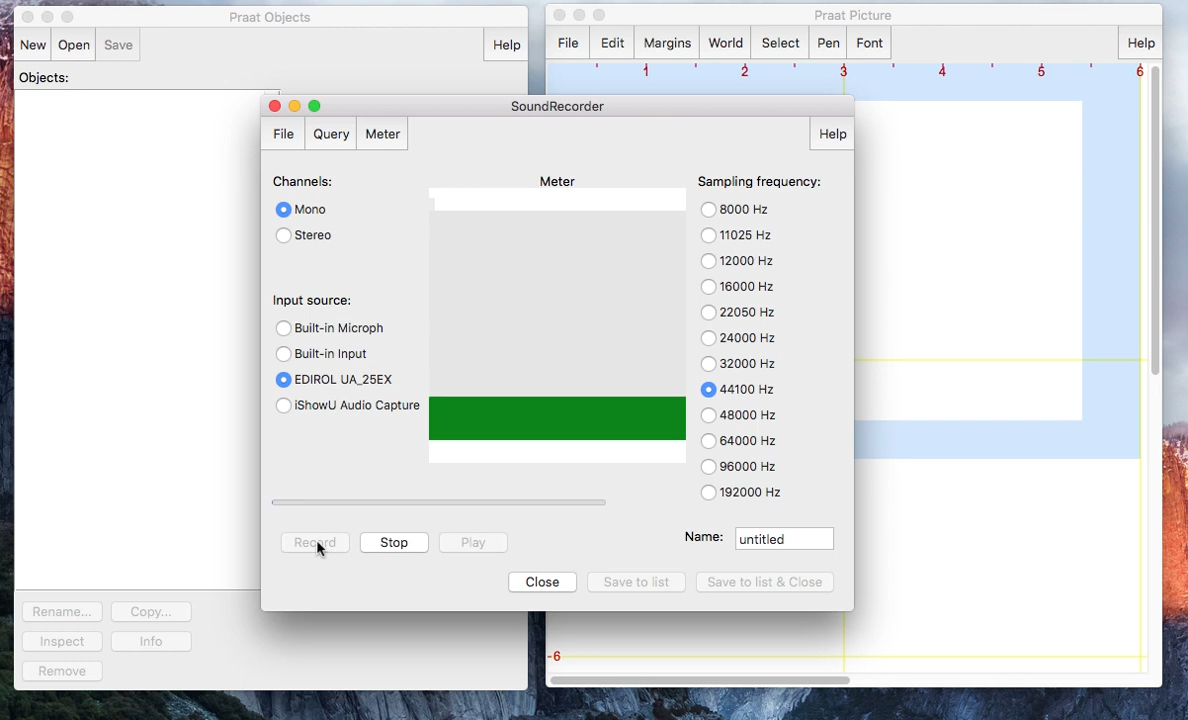 Praat Objects
New Open Save Help
Objects:
Rename... Copy...
Inspect Info
Remove
Praat Picture
File Edit Margins World Select Pen Font Help
1 2 3 4 5 6
-6
SoundRecorder
File Query Meter Help
Channels:
Mono
Stereo
Input source:
Built-in Microph
Built-in Input
EDIROL UA_25EX
iShowU Audio Capture
Meter
Sampling frequency:
8000 Hz
11025 Hz
12000 Hz
16000 Hz
22050 Hz
24000 Hz
32000 Hz
44100 Hz
48000 Hz
64000 Hz
96000 Hz
192000 Hz
Record Stop Play
Name: untitled
Close Save to list Save to list & Close